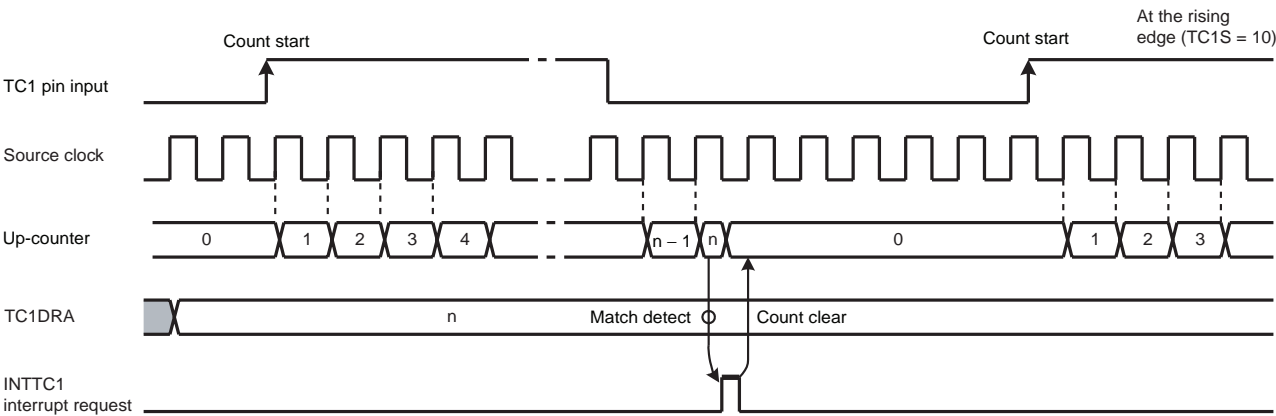 At the rising
edge (TC1S = 10)
Count start
Count start
TC1 pin input
Source clock
Up-counter
0 1 2 3 4 n – 1 n 0 1 2 3
TC1DRA
n
Match detect
Count clear
INTTC1
interrupt request